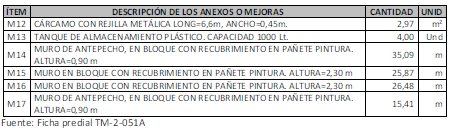 ÍTEM DESCRIPCIÓN DE LOS ANEXOS O MEJORAS CANTIDAD UNID
M12 CÁRCAMO CON REJILLA METÁLICA LONG=6,6m, ANCHO=0,45m. 2,97 m²
M13 TANQUE DE ALMACENAMIENTO PLÁSTICO. CAPACIDAD 1000 Lt. 4,00 Und
M14 MURO DE ANTEPECHO, EN BLOCK CON RECUBRIMIENTO EN PAÑETE PINTURA. ALTURA=0,90 m 35,09 m
M15 MURO EN BLOCK CON RECUBRIMIENTO EN PAÑETE PINTURA. ALTURA=2,30 m 25,87 m
M16 MURO EN BLOCK CON RECUBRIMIENTO EN PAÑETE PINTURA. ALTURA=2,30 m 26,48 m
M17 MURO DE ANTEPECHO, EN BLOCK CON RECUBRIMIENTO EN PAÑETE PINTURA. ALTURA=0,90 m 15,41 m
Fuente: Ficha predial TM-2-051A